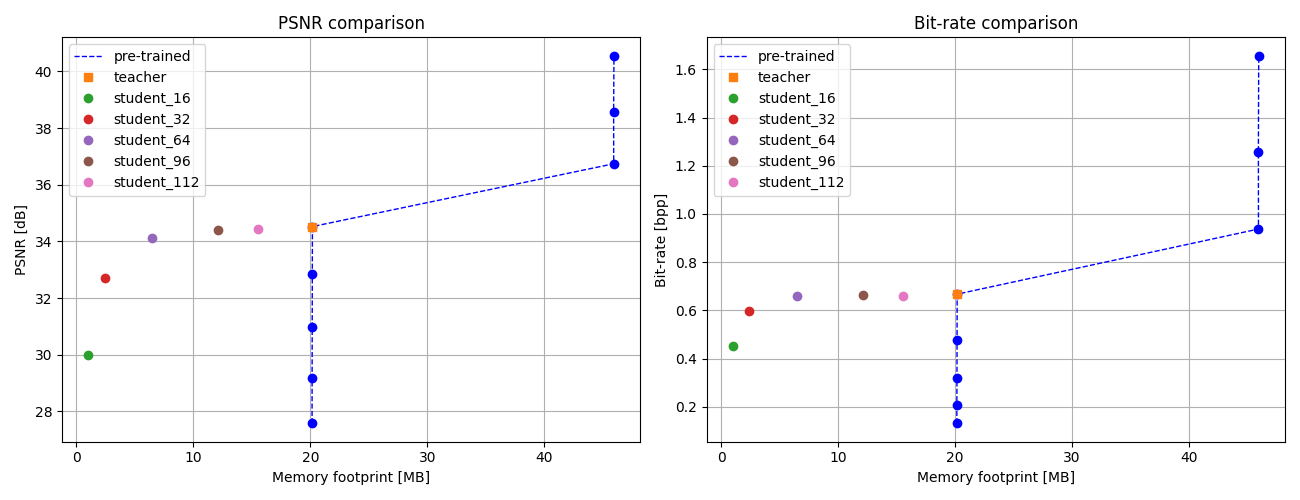 PSNR comparison
pre-trained
teacher
student_16
student_32
student_64
student_96
student_112
PSNR [dB]
40
38
36
34
32
30
28
0
10
20
30
40
Memory footprint [MB]
Bit-rate comparison
pre-trained
teacher
student_16
student_32
student_64
student_96
student_112
Bit-rate [bpp]
1.6
1.4
1.2
1.0
0.8
0.6
0.4
0.2
0
10
20
30
40
Memory footprint [MB]